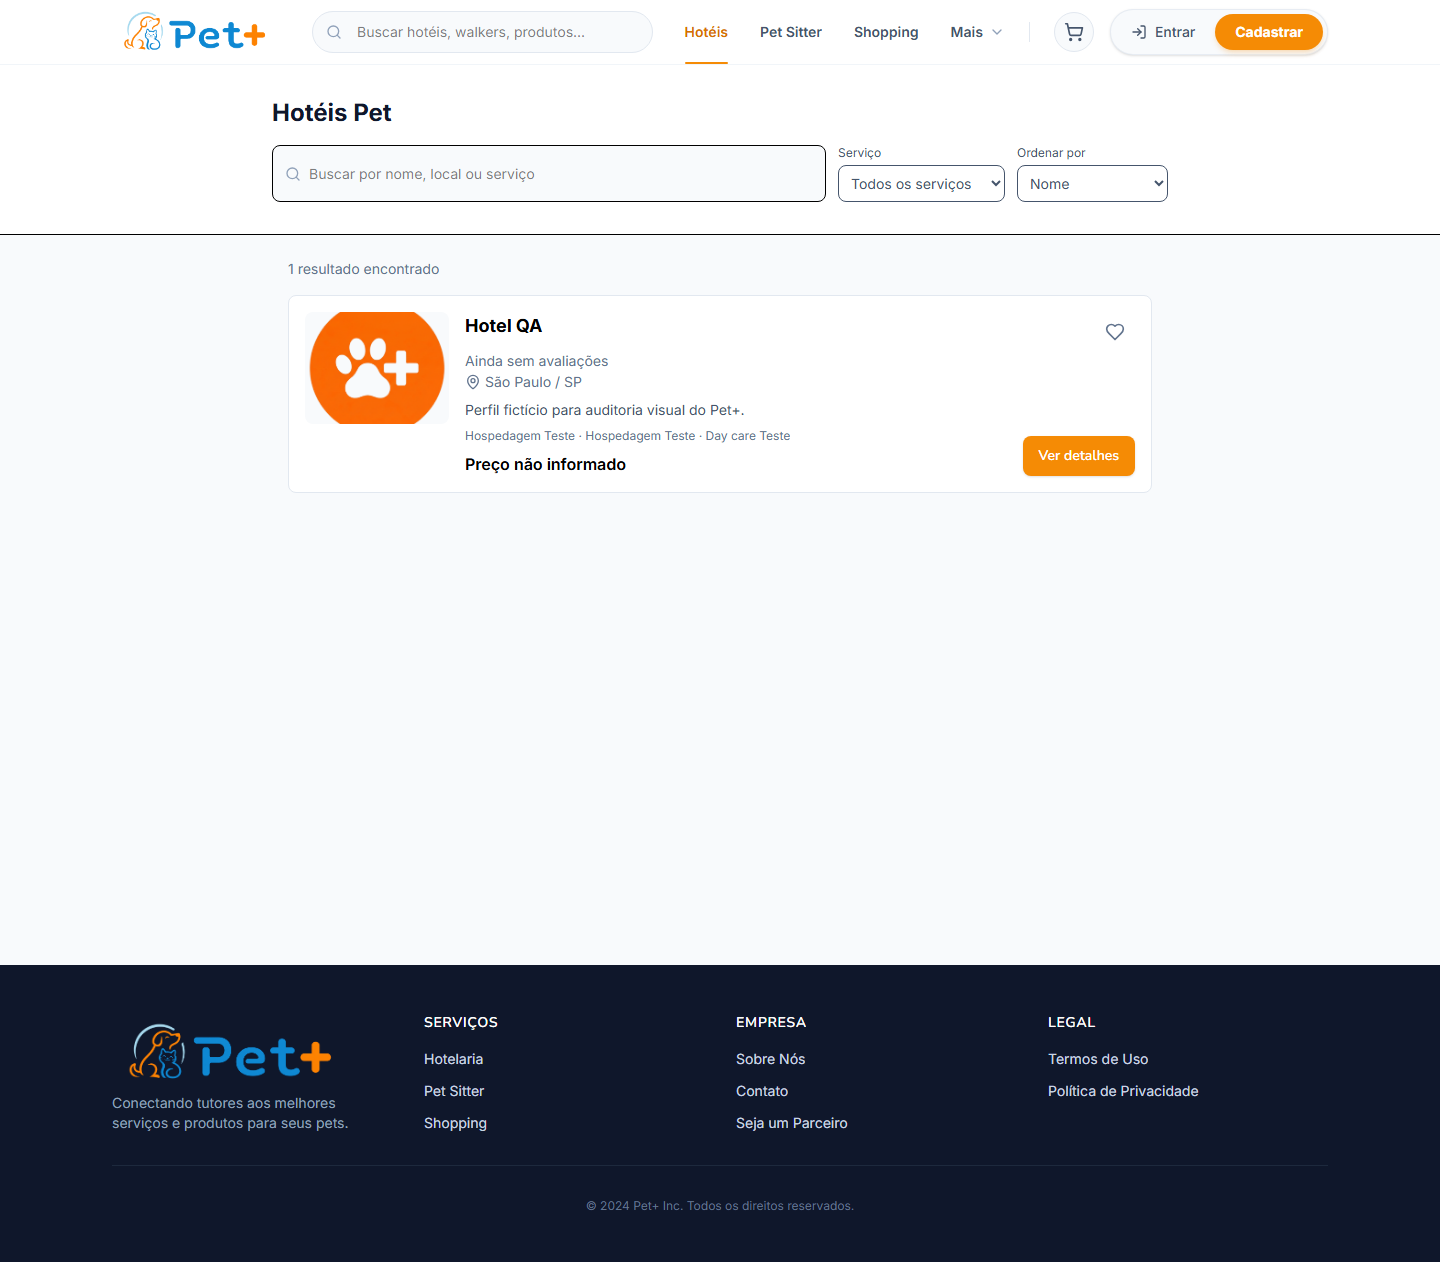 Pet+
Buscar hotéis, walkers, produtos...
Hotéis
Pet Sitter
Shopping
Mais
Entrar
Cadastrar
Hotéis Pet
Buscar por nome, local ou serviço
Serviço
Todos os serviços
Ordenar por
Nome
1 resultado encontrado
Hotel QA
Ainda sem avaliações
São Paulo / SP
Perfil fictício para auditoria visual do Pet+.
Hospedagem Teste · Hospedagem Teste · Day care Teste
Preço não informado
Ver detalhes
Pet+
Conectando tutores aos melhores
serviços e produtos para seus pets.
SERVIÇOS
Hotelaria
Pet Sitter
Shopping
EMPRESA
Sobre Nós
Contato
Seja um Parceiro
LEGAL
Termos de Uso
Política de Privacidade
© 2024 Pet+ Inc. Todos os direitos reservados.